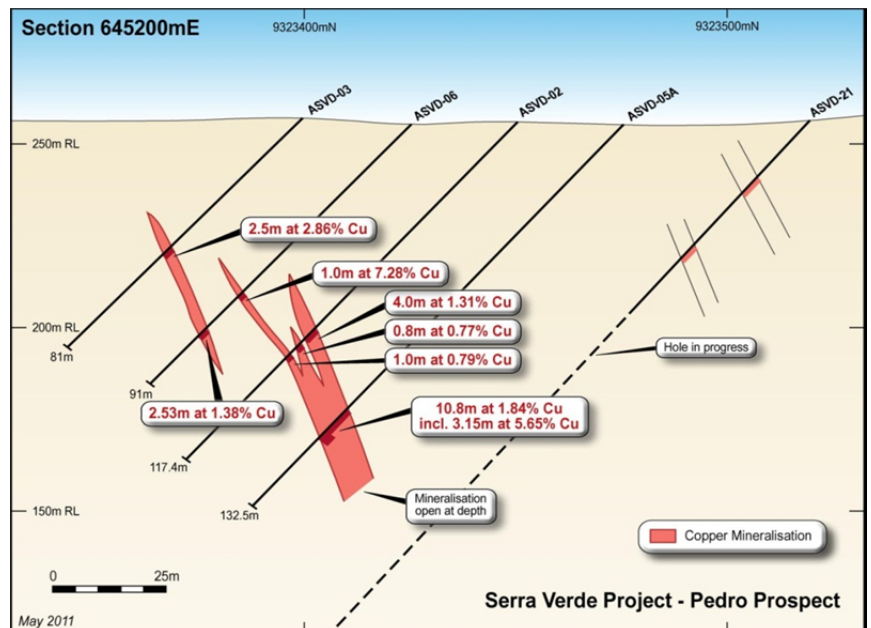 Section 645200mE
9323400mN
9323500mN
ASVD-03
ASVD-06
ASVD-02
ASVD-05A
ASVD-21
250m RL
2.5m at 2.86% Cu
1.0m at 7.28% Cu
4.0m at 1.31% Cu
200m RL
0.8m at 0.77% Cu
Hole in progress
81m
1.0m at 0.79% Cu
91m
2.53m at 1.38% Cu
10.8m at 1.84% Cu
incl. 3.15m at 5.65% Cu
117.4m
Mineralisation
open at depth
150m RL
132.5m
Copper Mineralisation
0
25m
Serra Verde Project - Pedro Prospect
May 2011